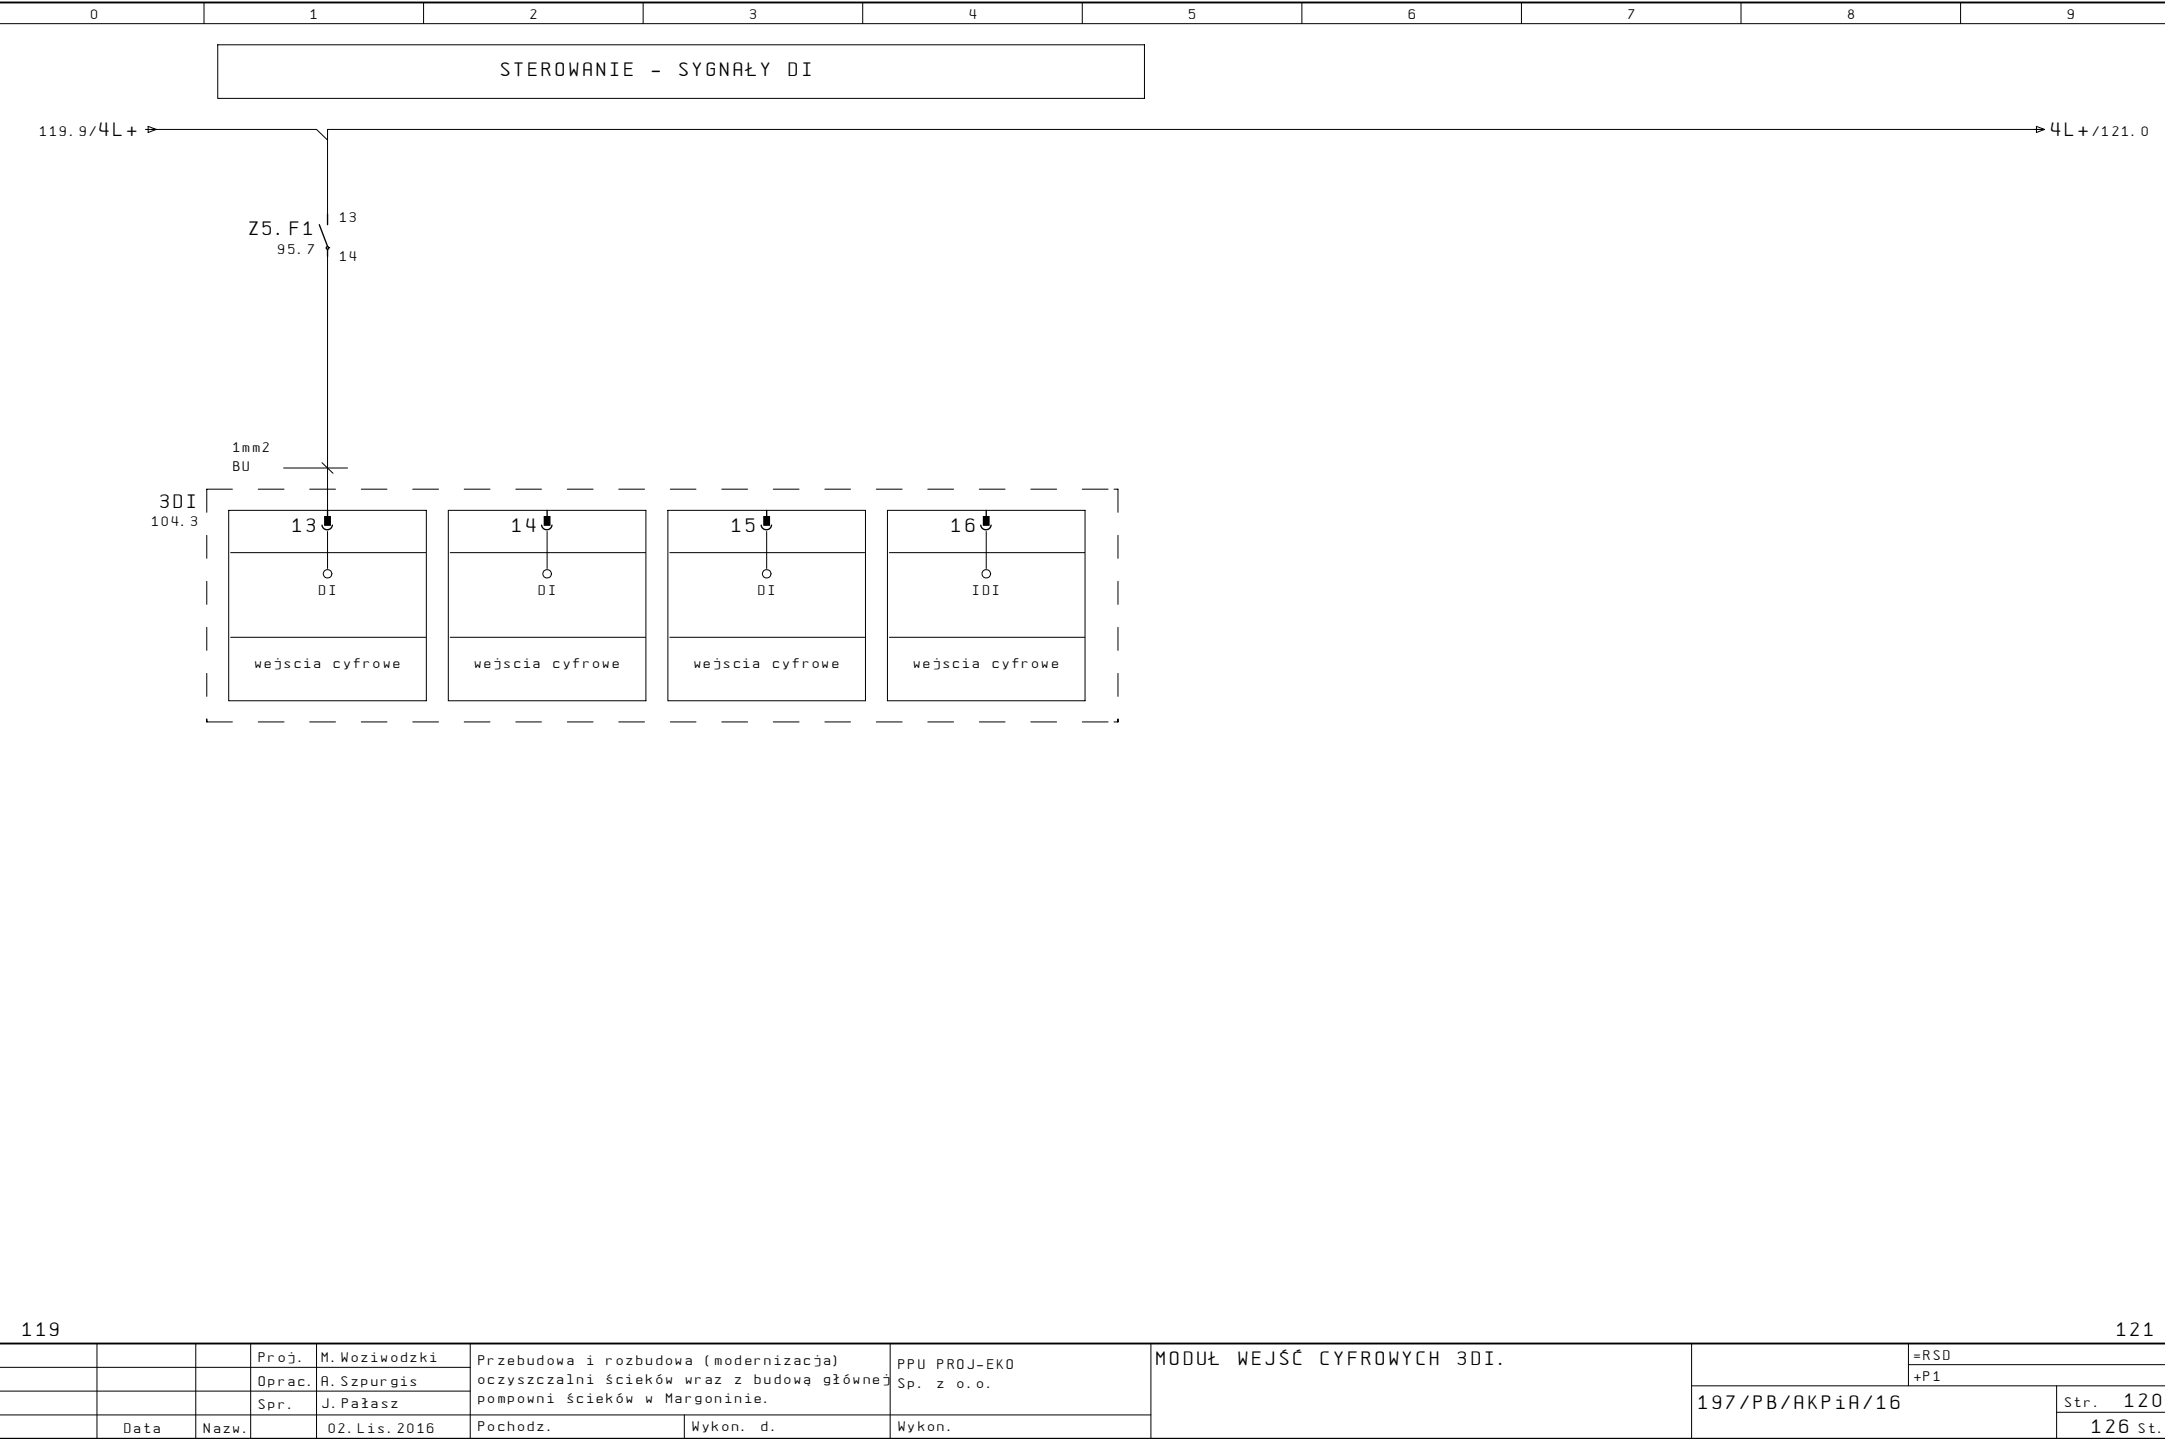 0 1 2 3 4 5 6 7 8 9
STEROWANIE - SYGNAŁY DI
119.9/4L+ 4L+/121.0
13
Z5.F1
95.7
14
1mm2
BU
3DI
104.3
13 14 15 16
DI DI DI IDI
wejscia cyfrowe wejscia cyfrowe wejscia cyfrowe wejscia cyfrowe
119 121
Proj. M.Woziwodzki
Oprac. A.Szpurgis
Spr. J.Pałasz
Data Nazw. 02.Lis.2016
Przebudowa i rozbudowa (modernizacja)
oczyszczalni ścieków wraz z budową głównej
pompowni ścieków w Margoninie.
Pochodz. Wykon. d. Wykon.
PPU PROJ-EKO
Sp. z o.o.
MODUŁ WEJŚĆ CYFROWYCH 3DI.
=RSD
+P1
197/PB/AKPiA/16
Str. 120
126 St.